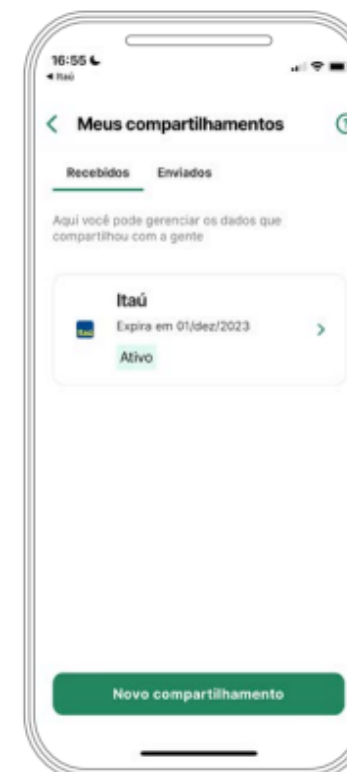 16:55
◀ Itaú
Meus compartilhamentos
Recebidos Enviados
Aqui você pode gerenciar os dados que
compartilhou com a gente
Itaú
Itaú
Expira em 01/dez/2023
Ativo
Novo compartilhamento